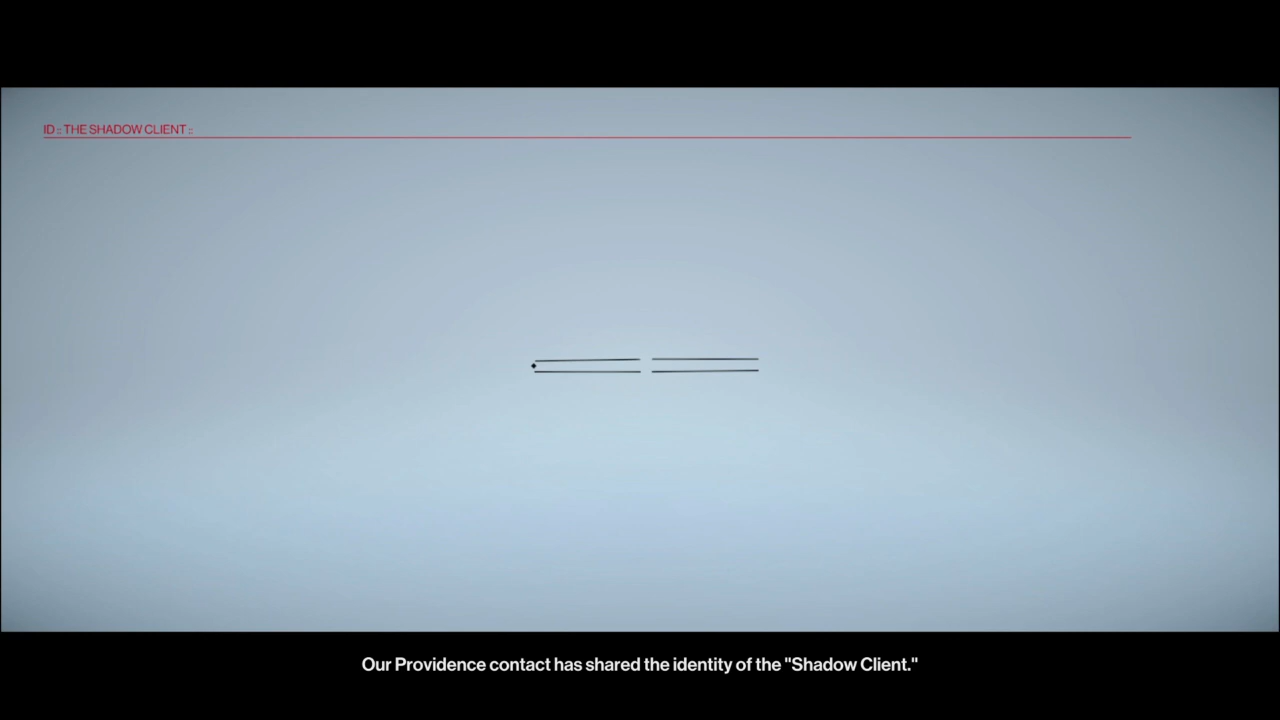 ID :: THE SHADOW CLIENT ::
Our Providence contact has shared the identity of the "Shadow Client."